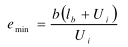 e_min = b(l_b + U_i) / U_i